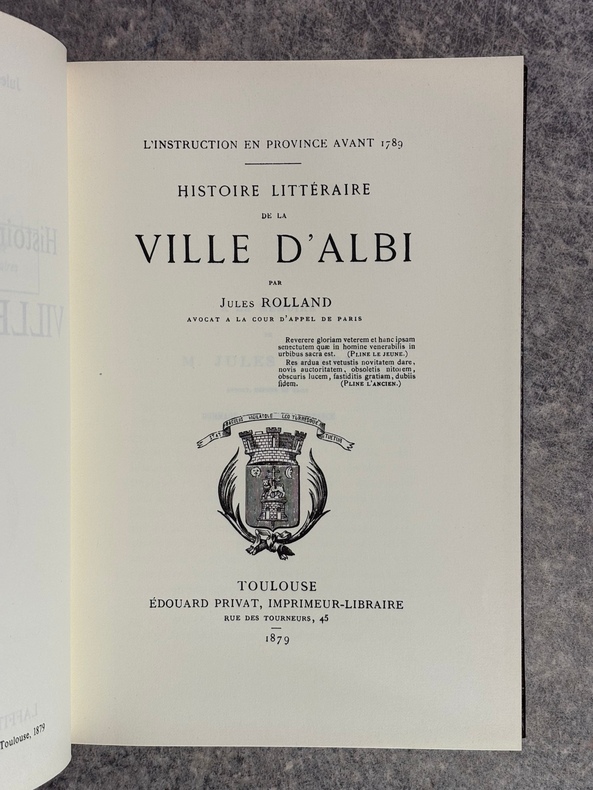 L'INSTRUCTION EN PROVINCE AVANT 1789
HISTOIRE LITTÉRAIRE
DE LA
VILLE D'ALBI
PAR
JULES ROLLAND
AVOCAT A LA COUR D'APPEL DE PARIS
Reverere gloriam veterem et hanc ipsam
senectutem quæ in homine venerabilis in
urbibus sacra est. (PLINE LE JEUNE.)
Res ardua est vetustis novitatem dare,
novis auctoritatem, obsoletis nitorem,
obscuris lucem, fastiditis gratiam, dubiis
fidem. (PLINE L'ANCIEN.)
TOULOUSE
ÉDOUARD PRIVAT, IMPRIMEUR-LIBRAIRE
RUE DES TOURNEURS, 45
1879
Toulouse, 1879